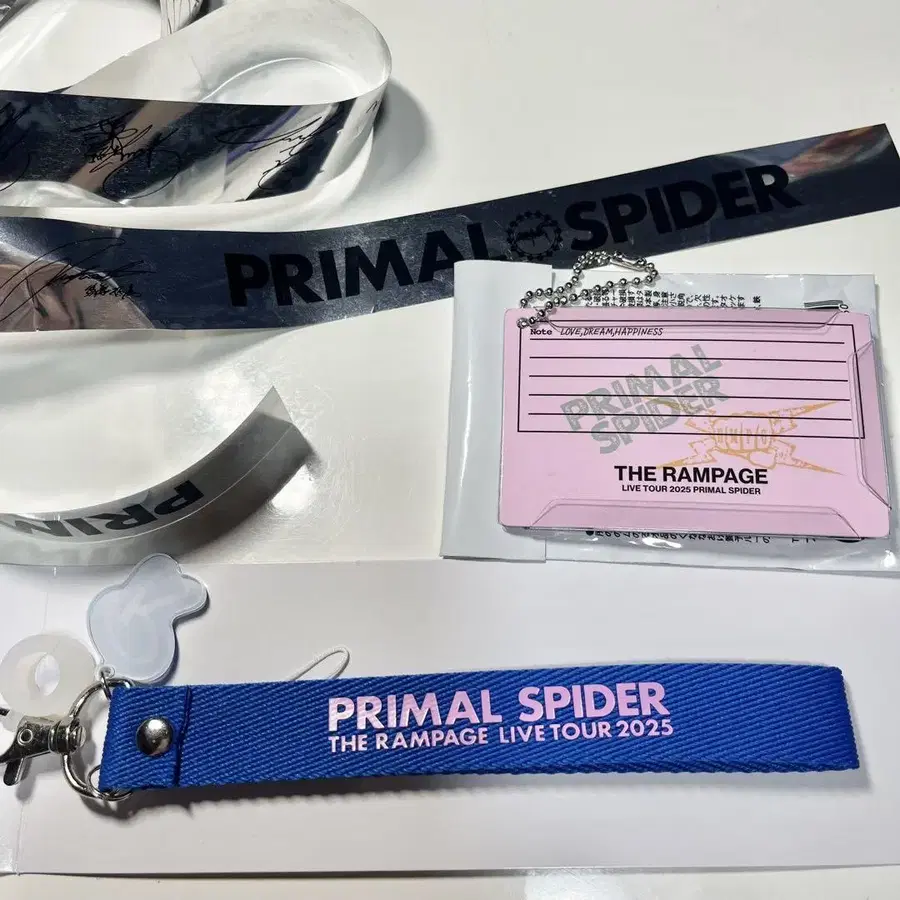 PRIMAL SPIDER
Note LOVE,DREAM,HAPPINESS
PRIMAL
SPIDER
THE RAMPAGE
LIVE TOUR 2025 PRIMAL SPIDER
PRIM
PRIMAL SPIDER
THE RAMPAGE LIVE TOUR 2025